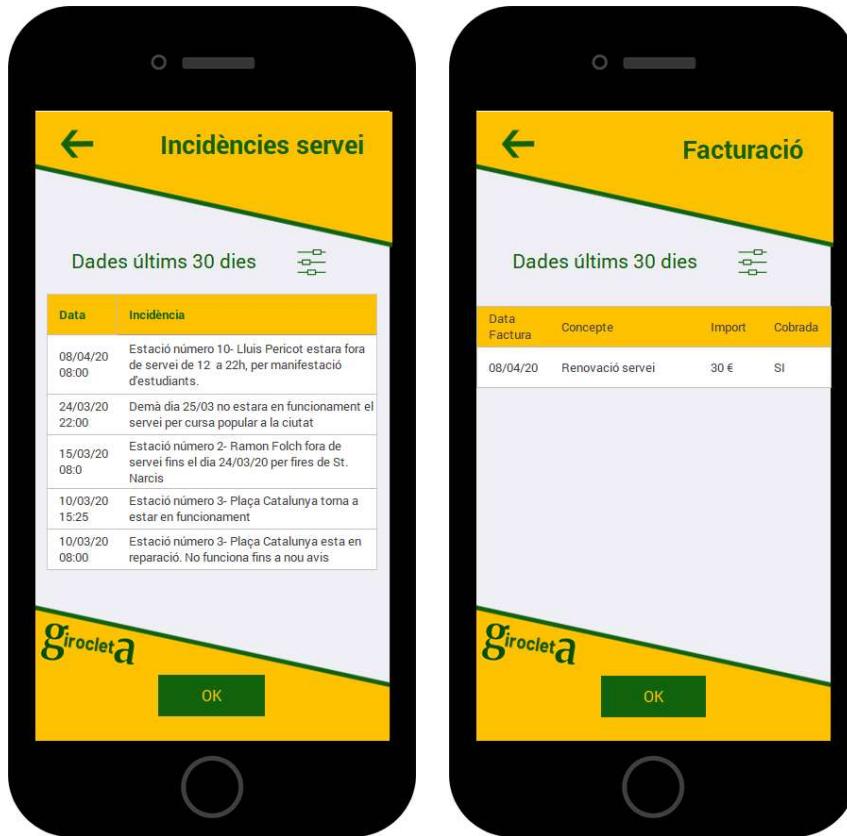 Incidències servei
Dades últims 30 dies
Data Incidència
08/04/20
08:00
Estació número 10- Lluis Pericot estara fora
de servei de 12 a 22h, per manifestació
d'estudiants.
24/03/20
22:00
Demà dia 25/03 no estara en funcionament el
servei per cursa popular a la ciutat
15/03/20
08:0
Estació número 2- Ramon Folch fora de
servei fins el dia 24/03/20 per fires de St.
Narcis
10/03/20
15:25
Estació número 3- Plaça Catalunya torna a
estar en funcionament
10/03/20
08:00
Estació número 3- Plaça Catalunya esta en
reparació. No funciona fins a nou avis
girocleta
OK
Facturació
Dades últims 30 dies
Data
Factura
Concepte Import Cobrada
08/04/20 Renovació servei 30 € SI
girocleta
OK